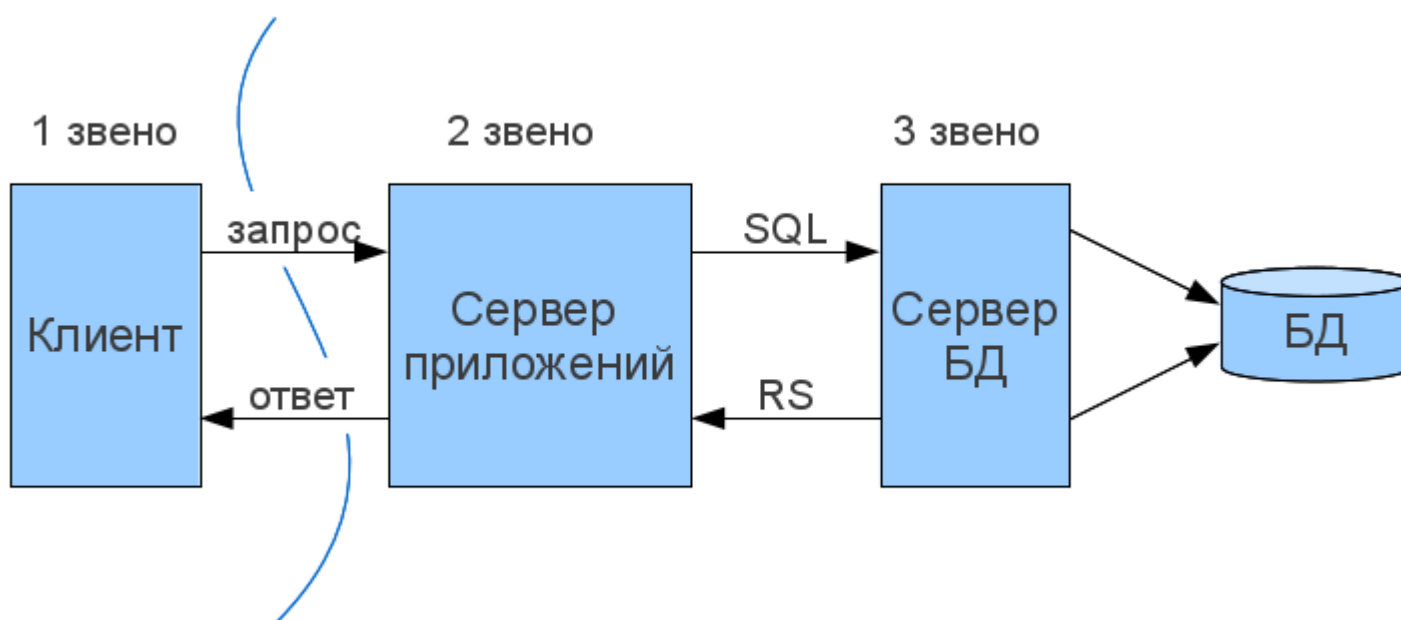 1 звено
2 звено
3 звено
запрос
SQL
Клиент
Сервер
приложений
Сервер
БД
БД
ответ
RS